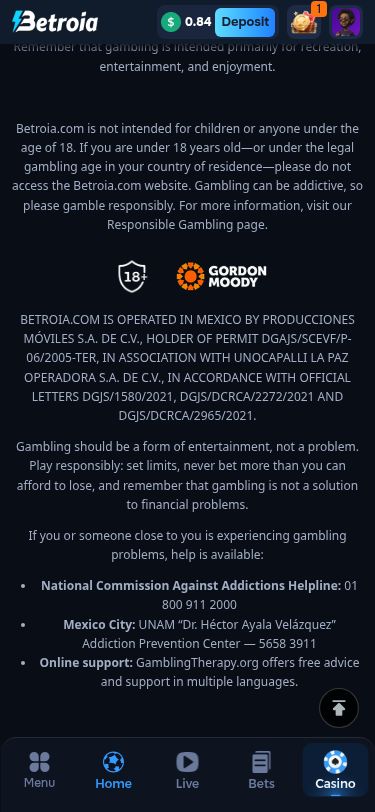 Betroia
$ 0.84 Deposit
1
Remember that gambling is intended primarily for recreation,
entertainment, and enjoyment.
Betroia.com is not intended for children or anyone under the
age of 18. If you are under 18 years old—or under the legal
gambling age in your country of residence—please do not
access the Betroia.com website. Gambling can be addictive, so
please gamble responsibly. For more information, visit our
Responsible Gambling page.
18+
GORDON
MOODY
BETROIA.COM IS OPERATED IN MEXICO BY PRODUCCIONES
MÓVILES S.A. DE C.V., HOLDER OF PERMIT DGAJS/SCEVF/P-
06/2005-TER, IN ASSOCIATION WITH UNOCAPALLI LA PAZ
OPERADORA S.A. DE C.V., IN ACCORDANCE WITH OFFICIAL
LETTERS DGJS/1580/2021, DGJS/DCRCA/2272/2021 AND
DGJS/DCRCA/2965/2021.
Gambling should be a form of entertainment, not a problem.
Play responsibly: set limits, never bet more than you can
afford to lose, and remember that gambling is not a solution
to financial problems.
If you or someone close to you is experiencing gambling
problems, help is available:
• National Commission Against Addictions Helpline: 01
800 911 2000
• Mexico City: UNAM “Dr. Héctor Ayala Velázquez”
Addiction Prevention Center — 5658 3911
• Online support: GamblingTherapy.org offers free advice
and support in multiple languages.
Menu Home Live Bets Casino